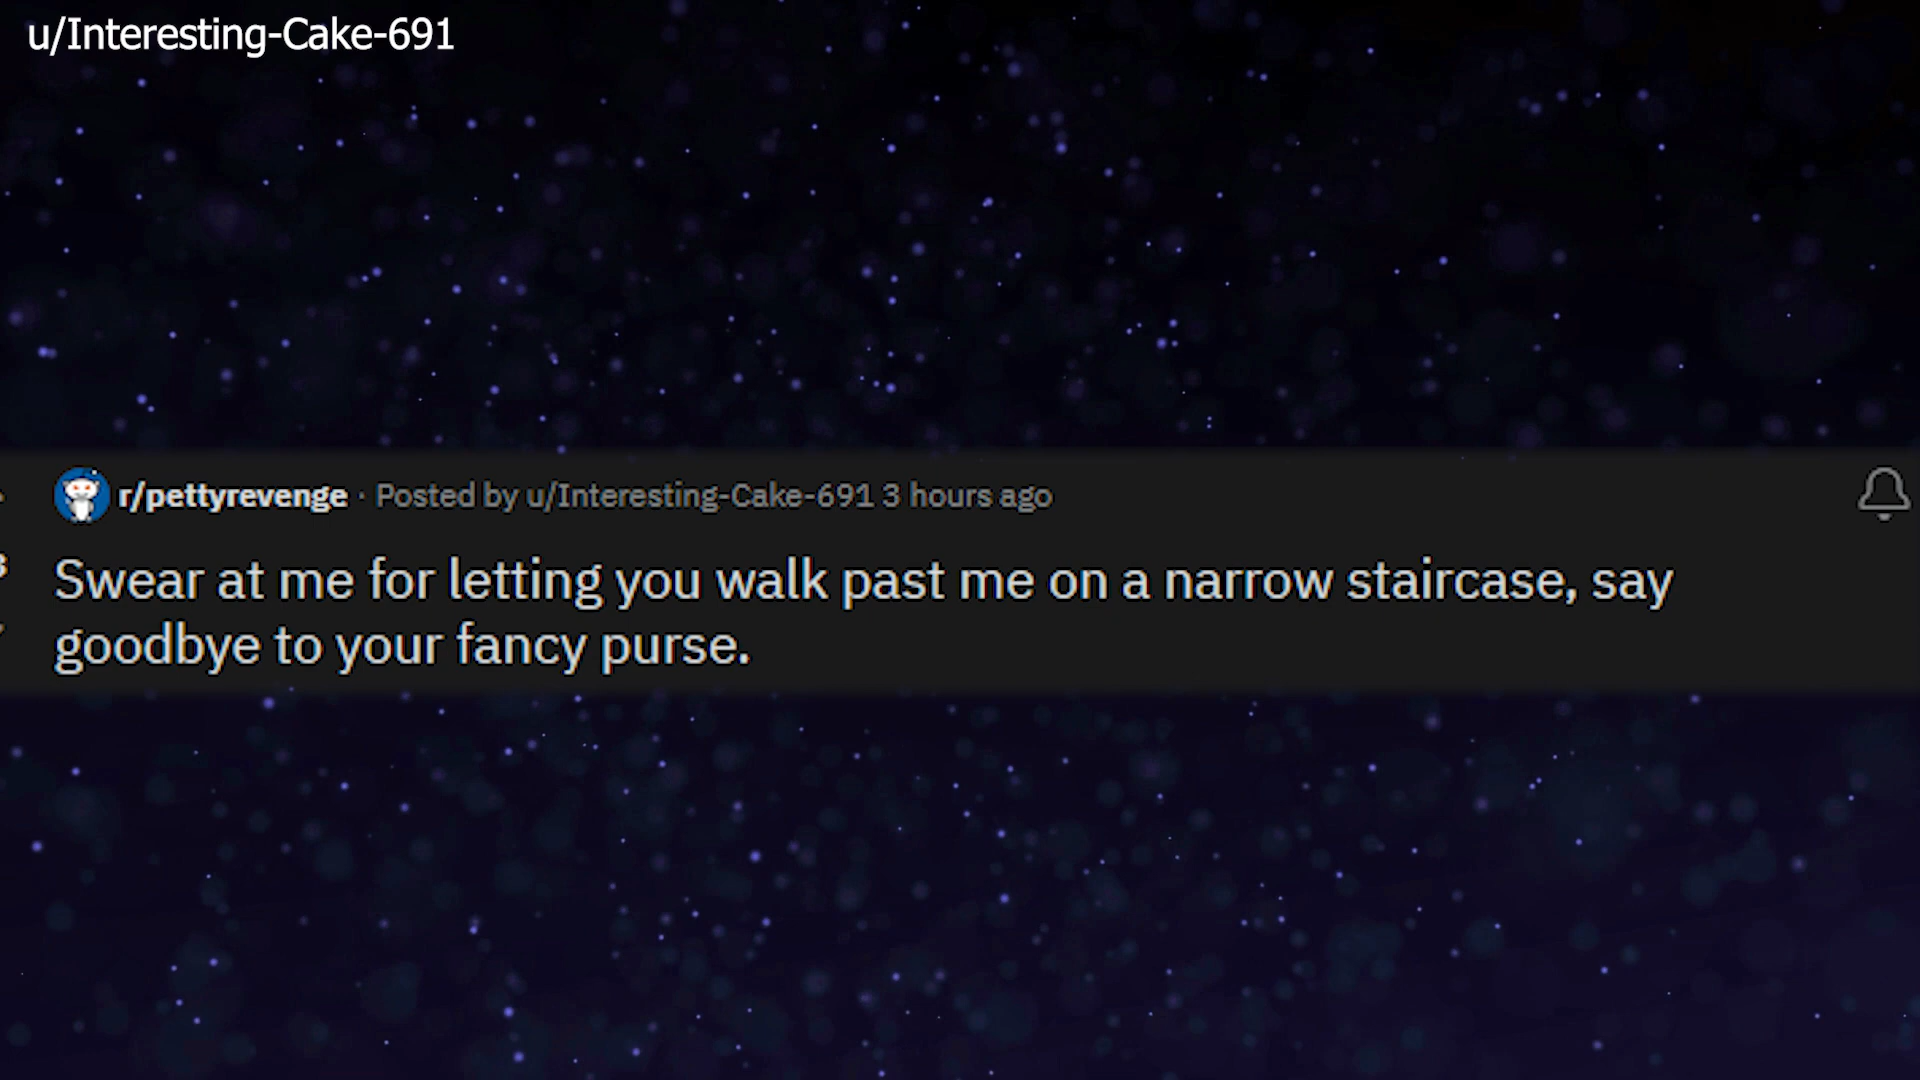 u/Interesting-Cake-691
r/pettyrevenge · Posted by u/Interesting-Cake-691 3 hours ago
Swear at me for letting you walk past me on a narrow staircase, say
goodbye to your fancy purse.